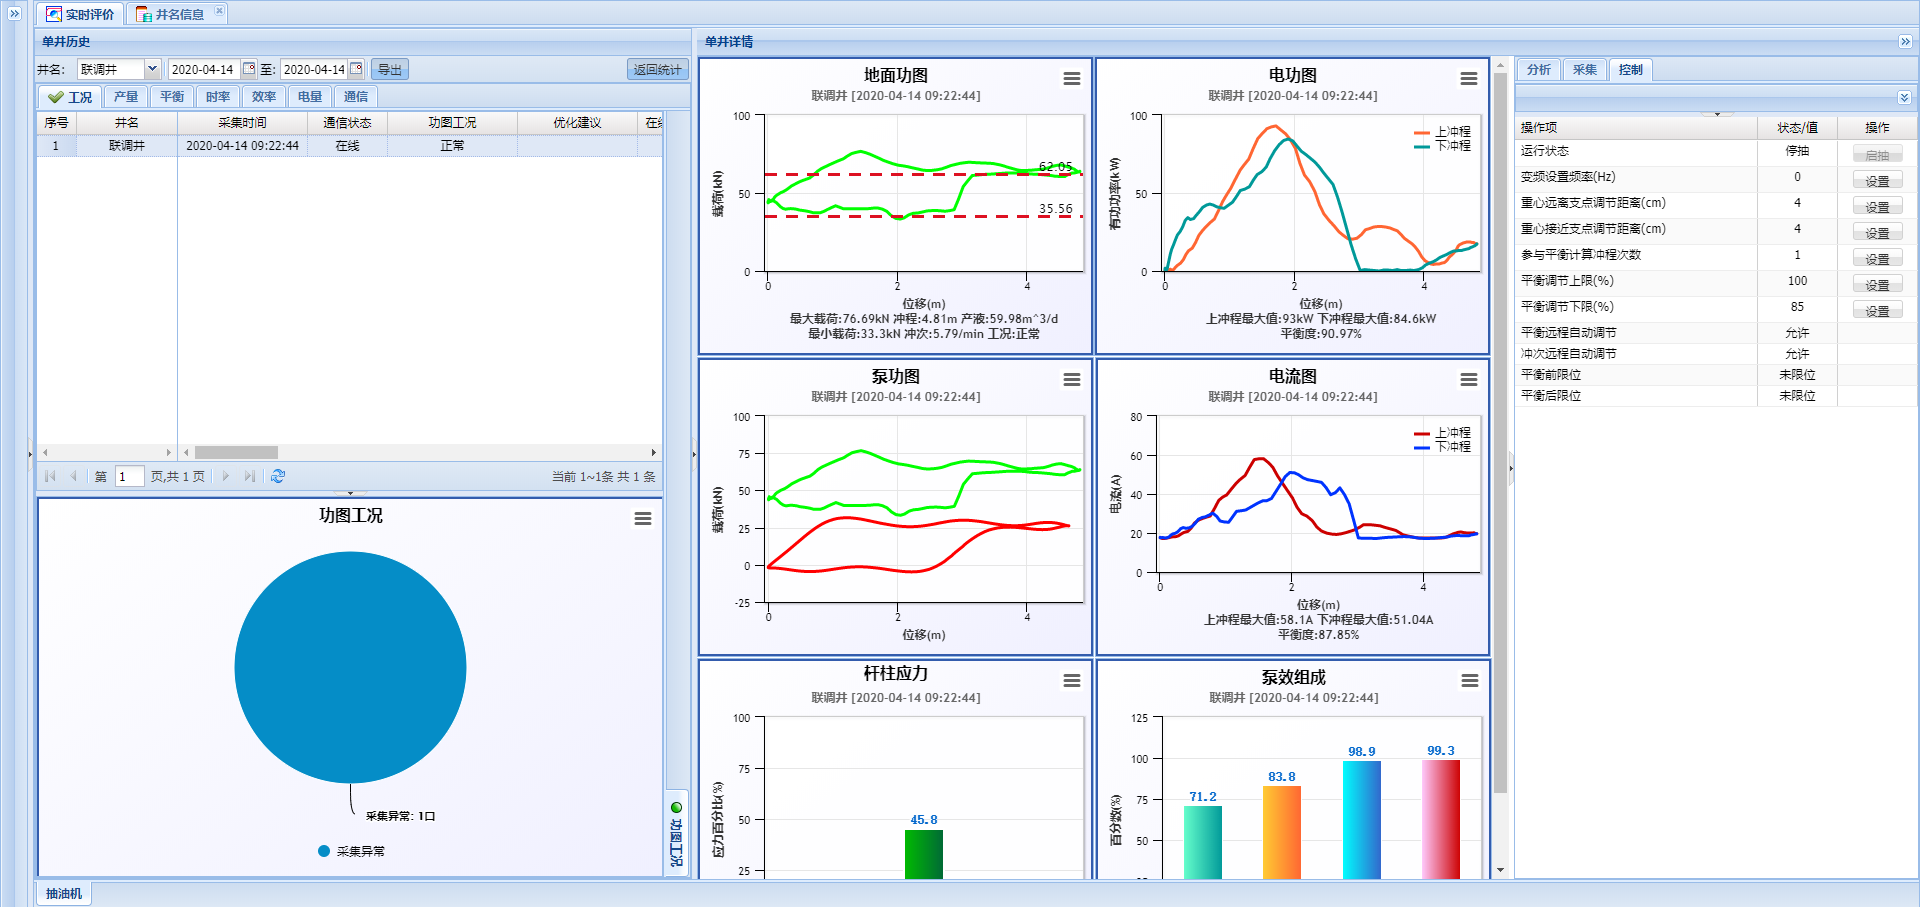 实时评价 井名信息
单井历史
井名: 联调井 2020-04-14 至: 2020-04-14 导出 返回统计
工况 产量 平衡 时率 效率 电量 通信
序号 井名 采集时间 通信状态 功图工况 优化建议
1 联调井 2020-04-14 09:22:44 在线 正常
第 1 页,共 1 页 当前 1~1条 共 1 条
功图工况
采集异常: 1口
采集异常
功图工况
抽油机
单井详情
地面功图
联调井 [2020-04-14 09:22:44]
载荷(kN)
100
50
0
62.05
35.56
0 2 4
位移(m)
最大载荷:76.69kN 冲程:4.81m 产液:59.98m^3/d
最小载荷:33.3kN 冲次:5.79/min 工况:正常
电功图
联调井 [2020-04-14 09:22:44]
有功功率(kW)
100
50
0
上冲程
下冲程
0 2 4
位移(m)
上冲程最大值:93kW 下冲程最大值:84.6kW
平衡度:90.97%
泵功图
联调井 [2020-04-14 09:22:44]
载荷(kN)
100
75
50
25
0
-25
0 2 4
位移(m)
电流图
联调井 [2020-04-14 09:22:44]
电流(A)
80
60
40
20
0
上冲程
下冲程
0 2 4
位移(m)
上冲程最大值:58.1A 下冲程最大值:51.04A
平衡度:87.85%
杆柱应力
联调井 [2020-04-14 09:22:44]
应力百分比(%)
100
75
50
25
45.8
泵效组成
联调井 [2020-04-14 09:22:44]
百分数(%)
125
100
75
50
71.2
83.8
98.9
99.3
分析 采集 控制
操作项 状态/值 操作
运行状态 停抽 启抽
变频设置频率(Hz) 0 设置
重心远离支点调节距离(cm) 4 设置
重心接近支点调节距离(cm) 4 设置
参与平衡计算冲程次数 1 设置
平衡调节上限(%) 100 设置
平衡调节下限(%) 85 设置
平衡远程自动调节 允许
冲次远程自动调节 允许
平衡前限位 未限位
平衡后限位 未限位